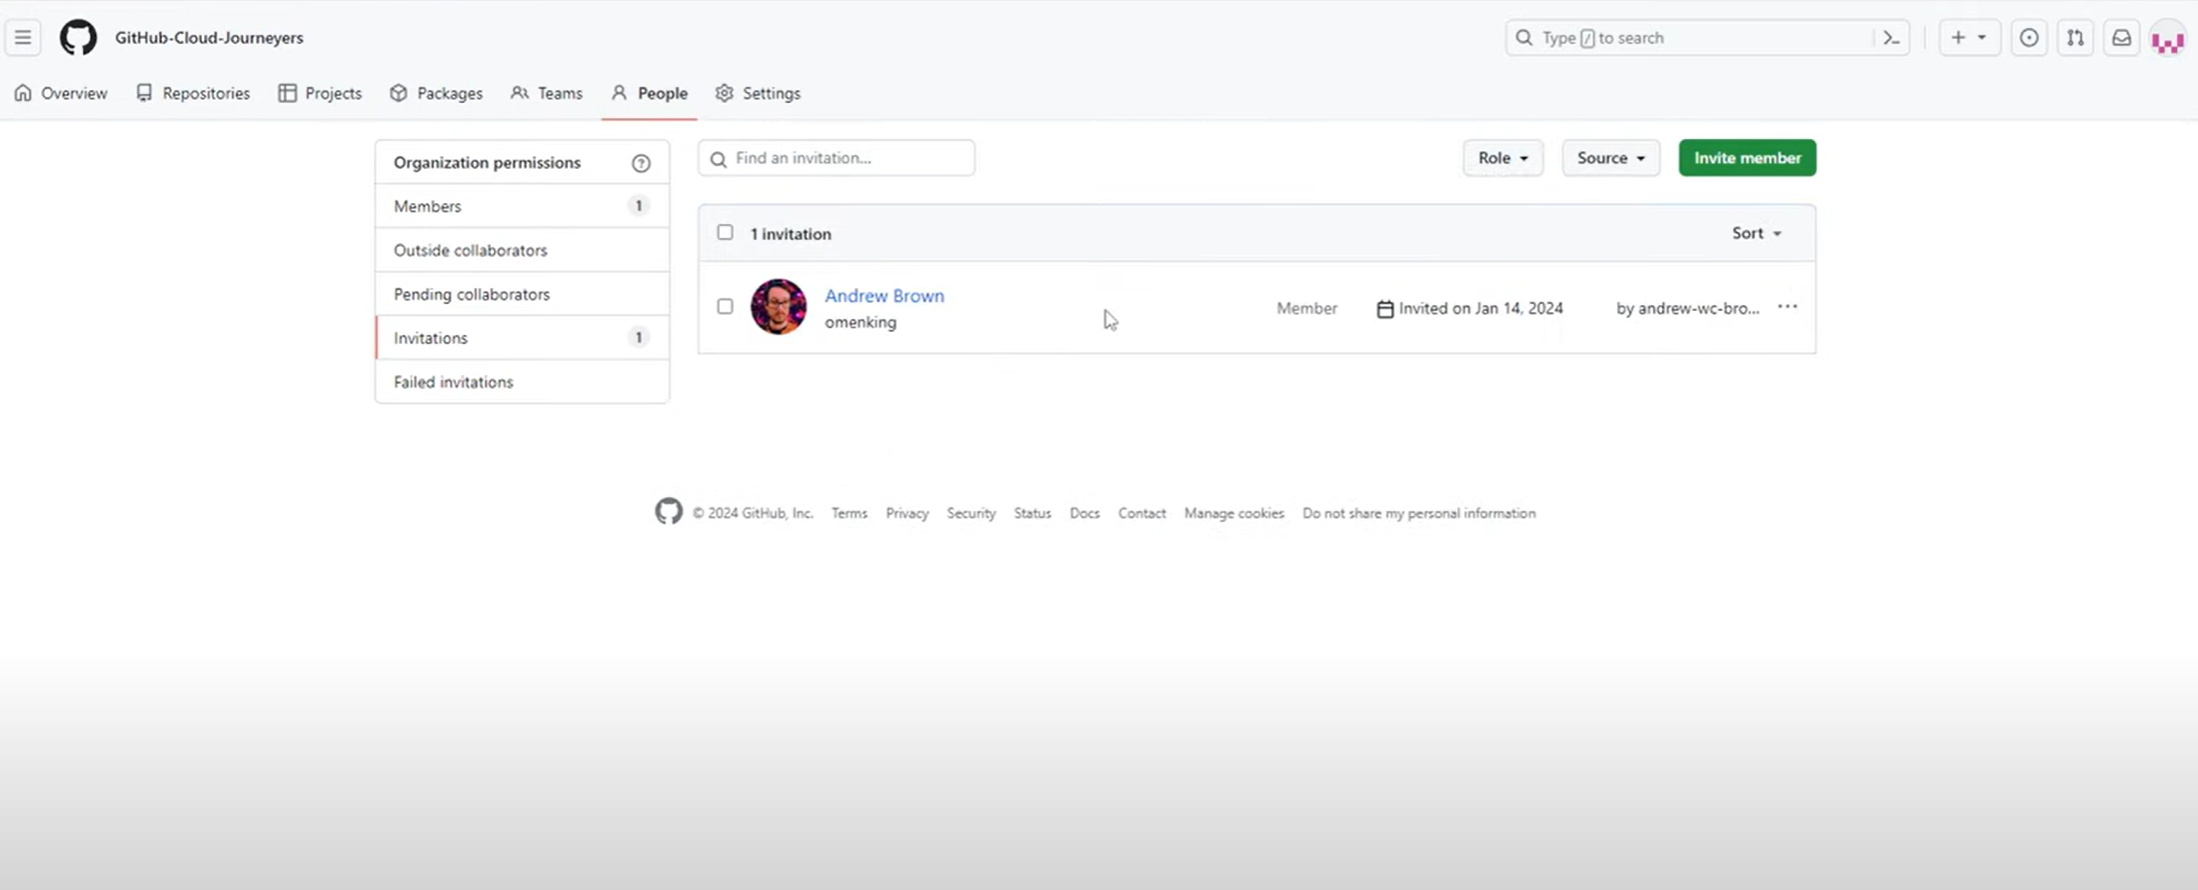 GitHub-Cloud-Journeyers
Type / to search
Overview
Repositories
Projects
Packages
Teams
People
Settings
Organization permissions
Members 1
Outside collaborators
Pending collaborators
Invitations 1
Failed invitations
Find an invitation...
Role
Source
Invite member
1 invitation
Sort
Andrew Brown
omenking
Member
Invited on Jan 14, 2024
by andrew-wc-bro...
© 2024 GitHub, Inc. Terms Privacy Security Status Docs Contact Manage cookies Do not share my personal information